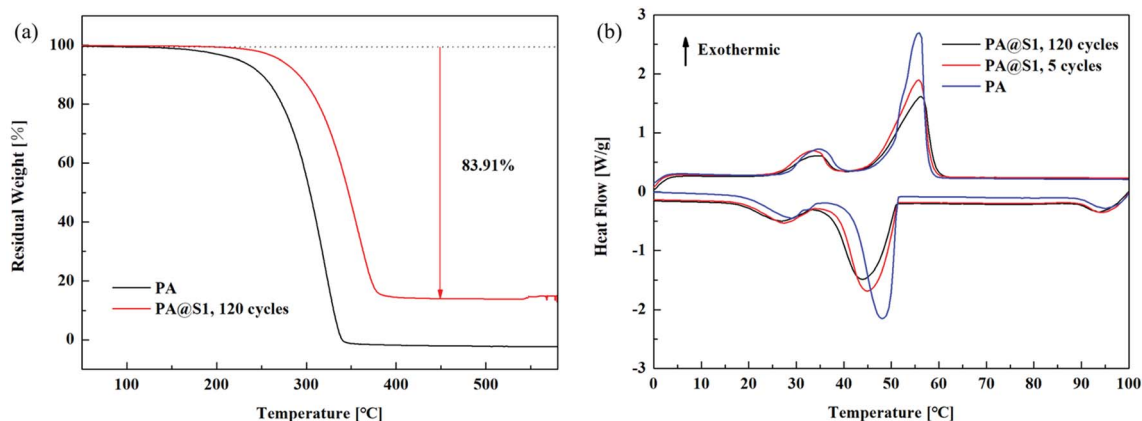 (a)
100
80
60
40
20
0
Residual Weight [%]
83.91%
PA
PA@S1, 120 cycles
100 200 300 400 500
Temperature [℃]
(b)
Exothermic
PA@S1, 120 cycles
PA@S1, 5 cycles
PA
3
2
1
0
-1
-2
-3
Heat Flow [W/g]
0 10 20 30 40 50 60 70 80 90 100
Temperature [℃]